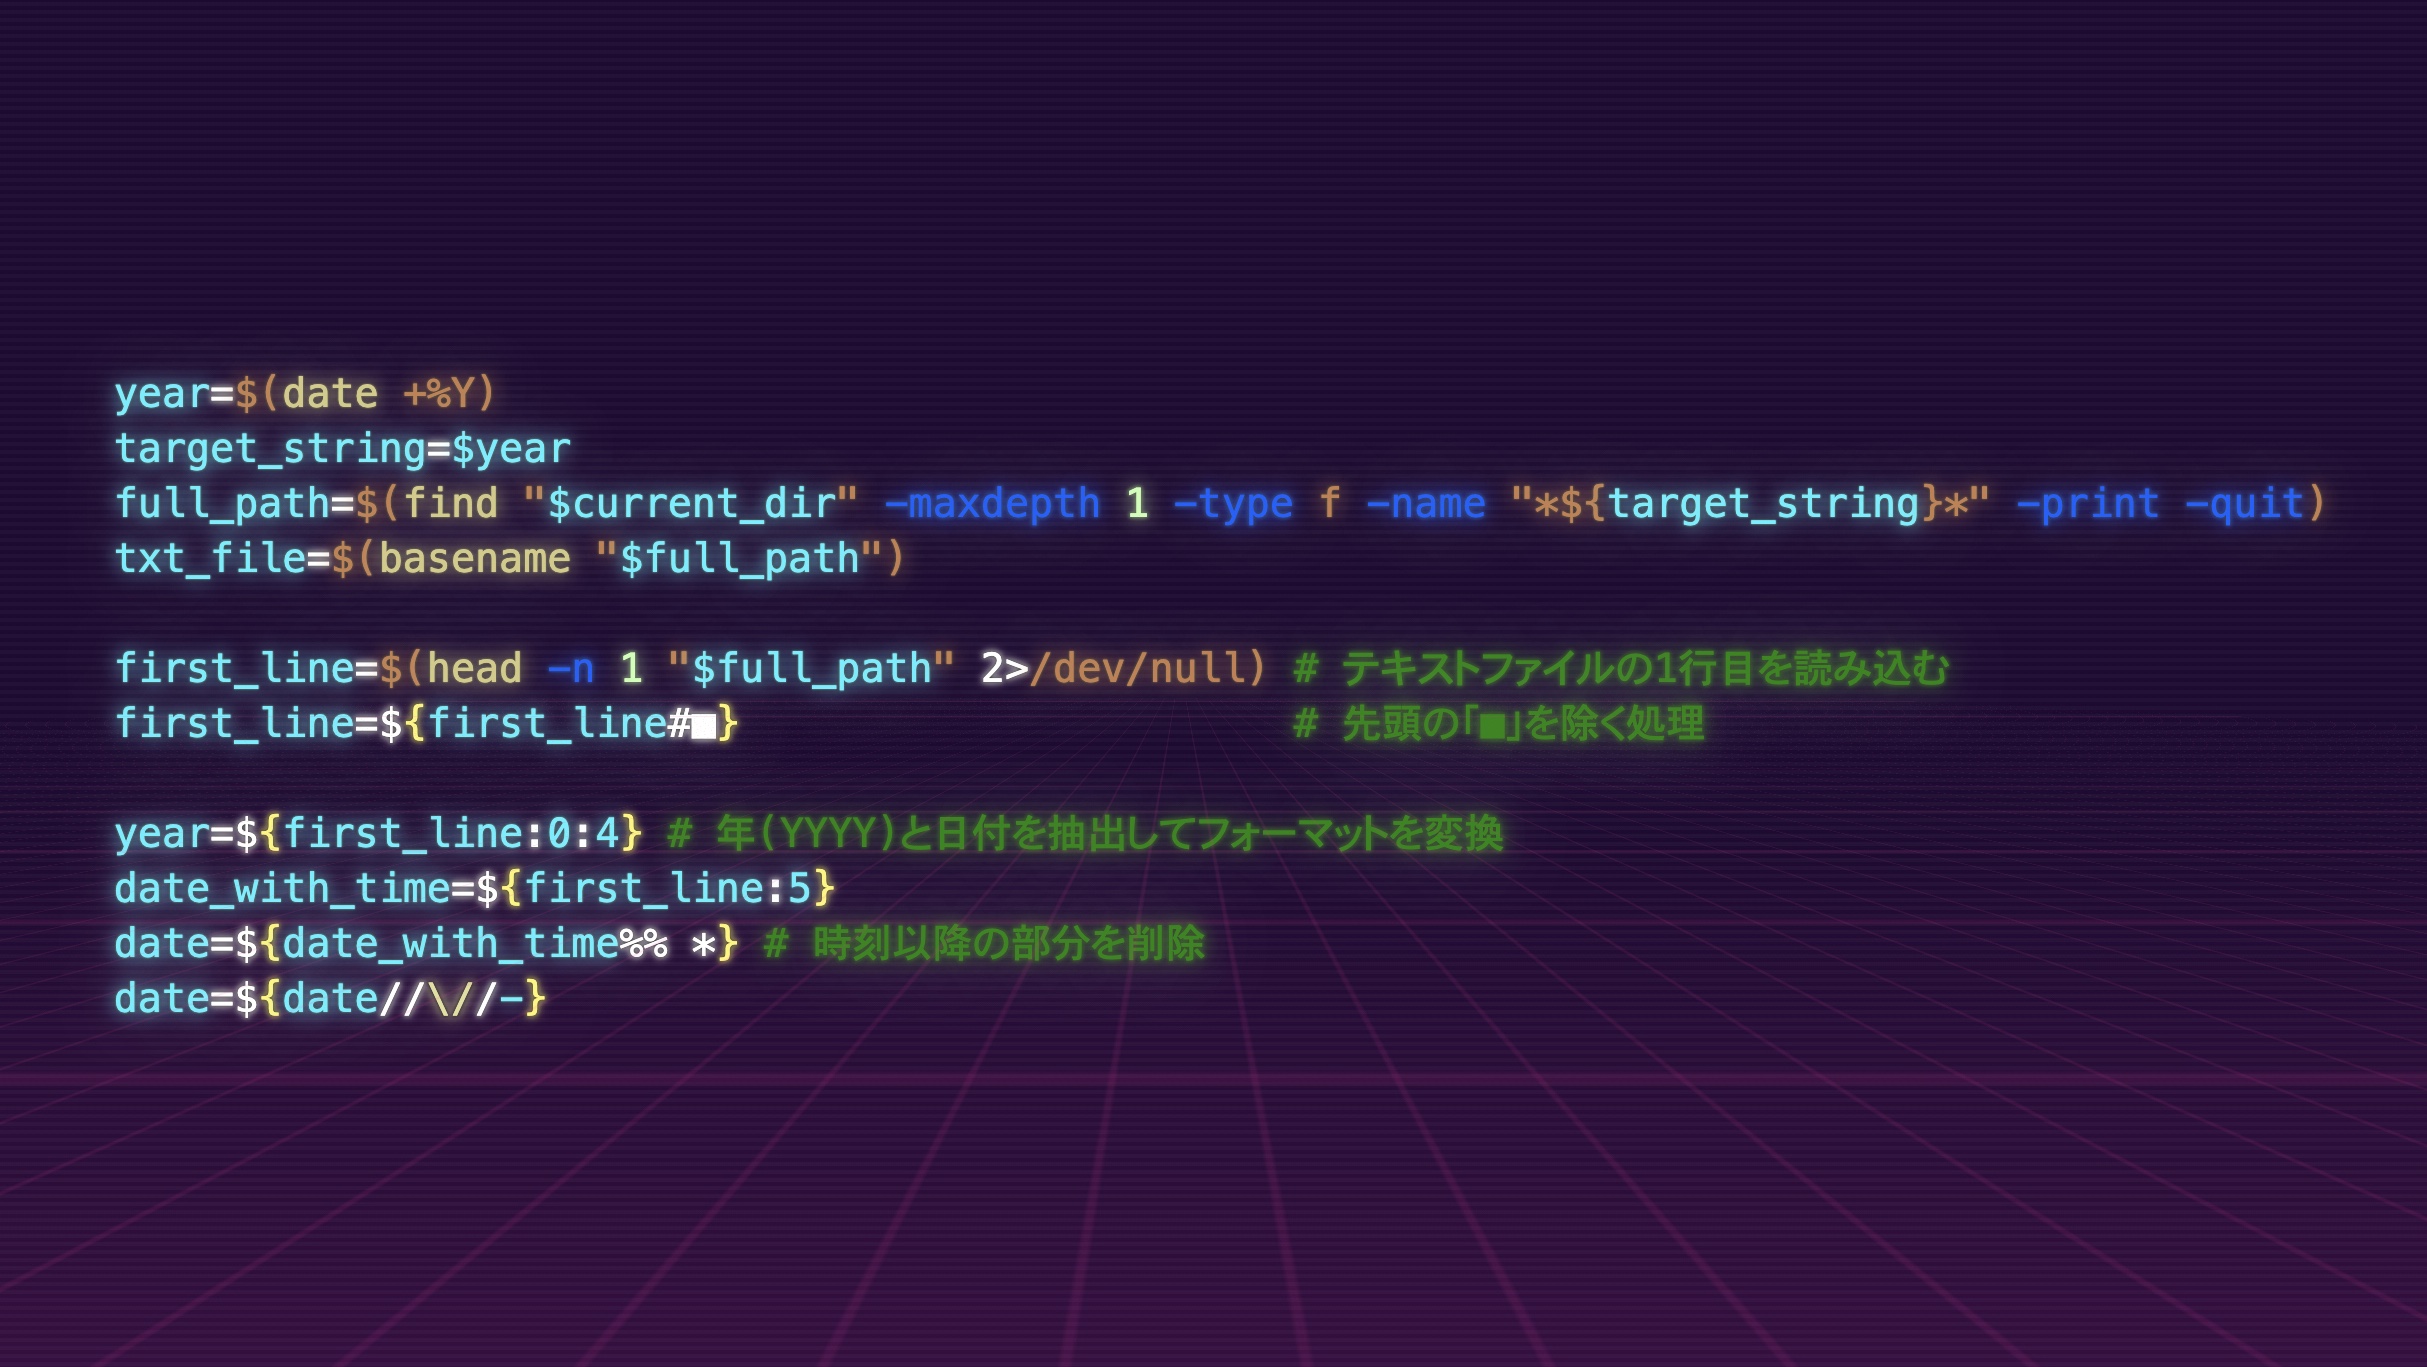 year=$(date +%Y)
target_string=$year
full_path=$(find "$current_dir" -maxdepth 1 -type f -name "*${target_string}*" -print -quit)
txt_file=$(basename "$full_path")
first_line=$(head -n 1 "$full_path" 2>/dev/null) # テキストファイルの1行目を読み込む
first_line=${first_line#■} # 先頭の「■」を除く処理
year=${first_line:0:4} # 年(YYYY)と日付を抽出してフォーマットを変換
date_with_time=${first_line:5}
date=${date_with_time%% *} # 時刻以降の部分を削除
date=${date//\//-}